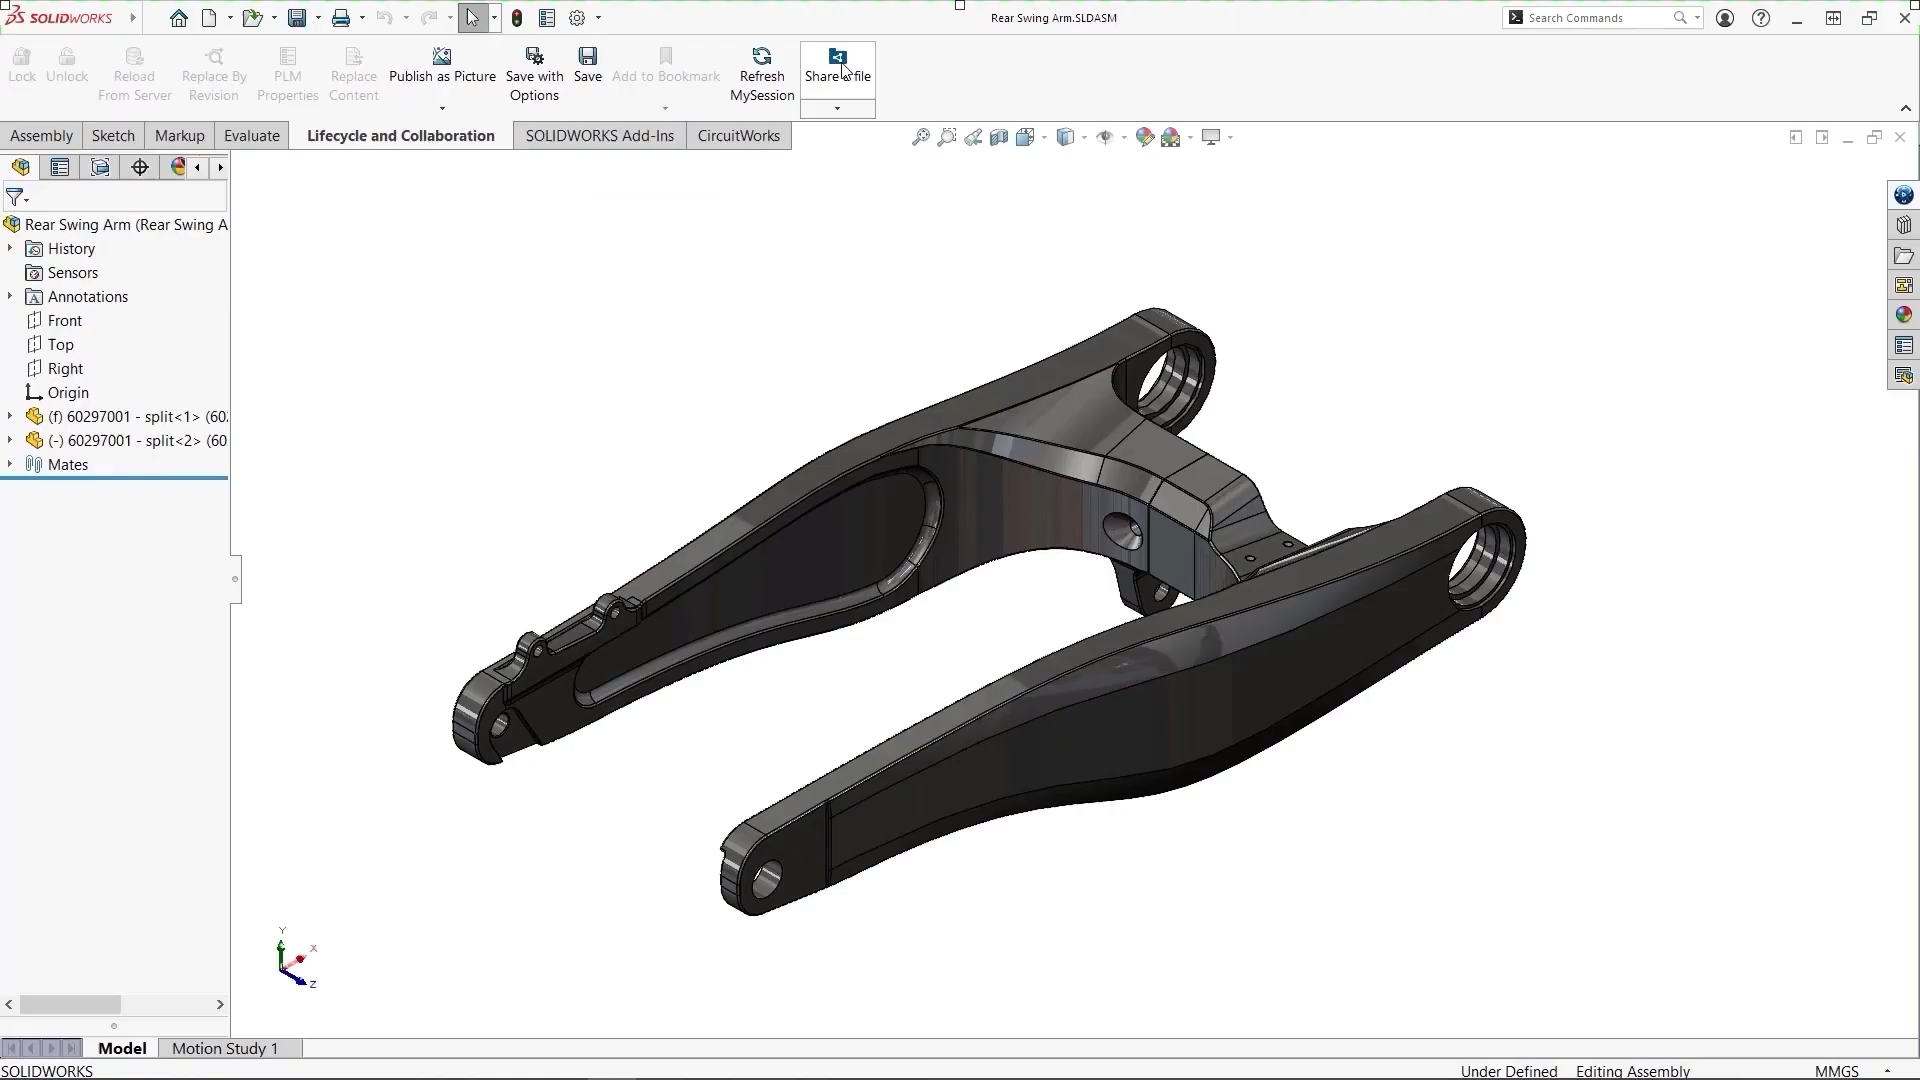 SOLIDWORKS
Rear Swing Arm.SLDASM
Search Commands
Lock
Unlock
Reload
From Server
Replace By
Revision
PLM
Properties
Replace
Content
Publish as Picture
Save with
Options
Save
Add to Bookmark
Refresh
MySession
Share file
Assembly
Sketch
Markup
Evaluate
Lifecycle and Collaboration
SOLIDWORKS Add-Ins
CircuitWorks
Rear Swing Arm (Rear Swing A
History
Sensors
Annotations
Front
Top
Right
Origin
(f) 60297001 - split<1> (60
(-) 60297001 - split<2> (60
Mates
Y
X
Z
Model
Motion Study 1
SOLIDWORKS
Under Defined
Editing Assembly
MMGS